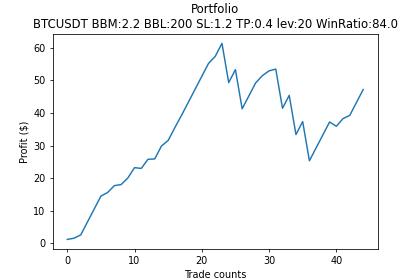 Portfolio
BTCUSDT BBM:2.2 BBL:200 SL:1.2 TP:0.4 lev:20 WinRatio:84.0
60
50
40
30
20
10
0
Profit ($)
0 10 20 30 40
Trade counts